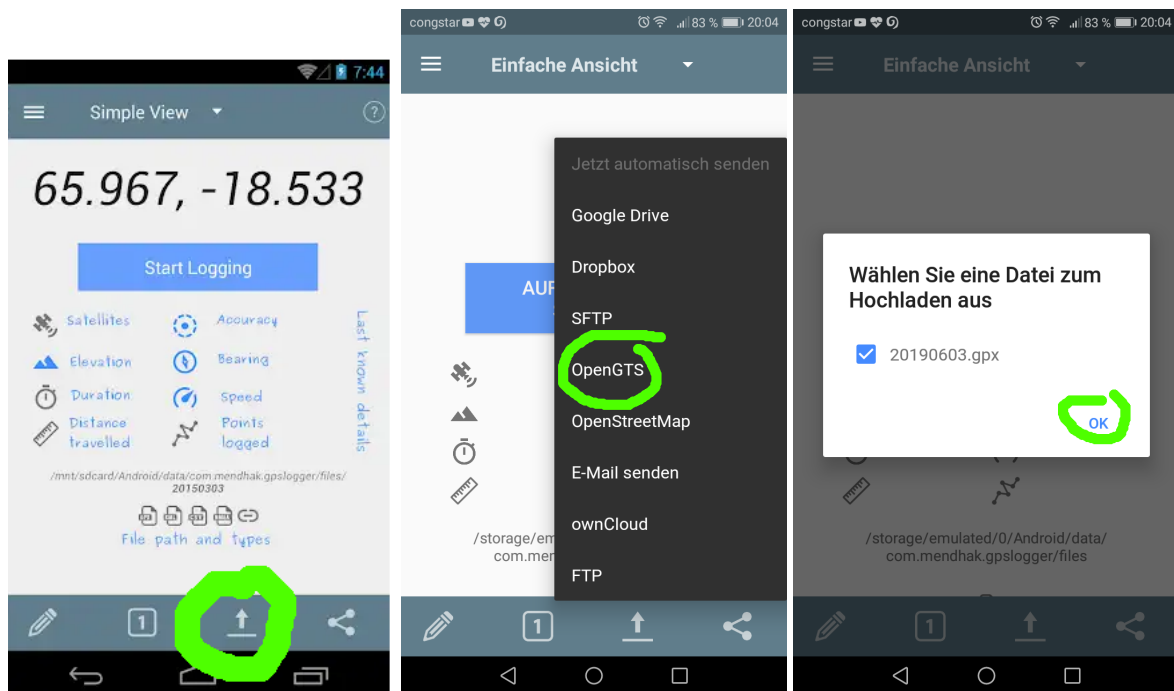 7:44
Simple View
?
65.967, -18.533
Start Logging
Satellites
Accuracy
Elevation
Bearing
Duration
Speed
Distance travelled
Points logged
Last known details
/mnt/sdcard/Android/data/com.mendhak.gpslogger/files/
20150303
File path and types
1
congstar
83 % 20:04
Einfache Ansicht
Jetzt automatisch senden
Google Drive
Dropbox
AUF
SFTP
OpenGTS
OpenStreetMap
E-Mail senden
ownCloud
/storage/em
com.mer
FTP
1
congstar
83 % 20:04
Einfache Ansicht
Wählen Sie eine Datei zum
Hochladen aus
20190603.gpx
OK
/storage/emulated/0/Android/data/
com.mendhak.gpslogger/files
1